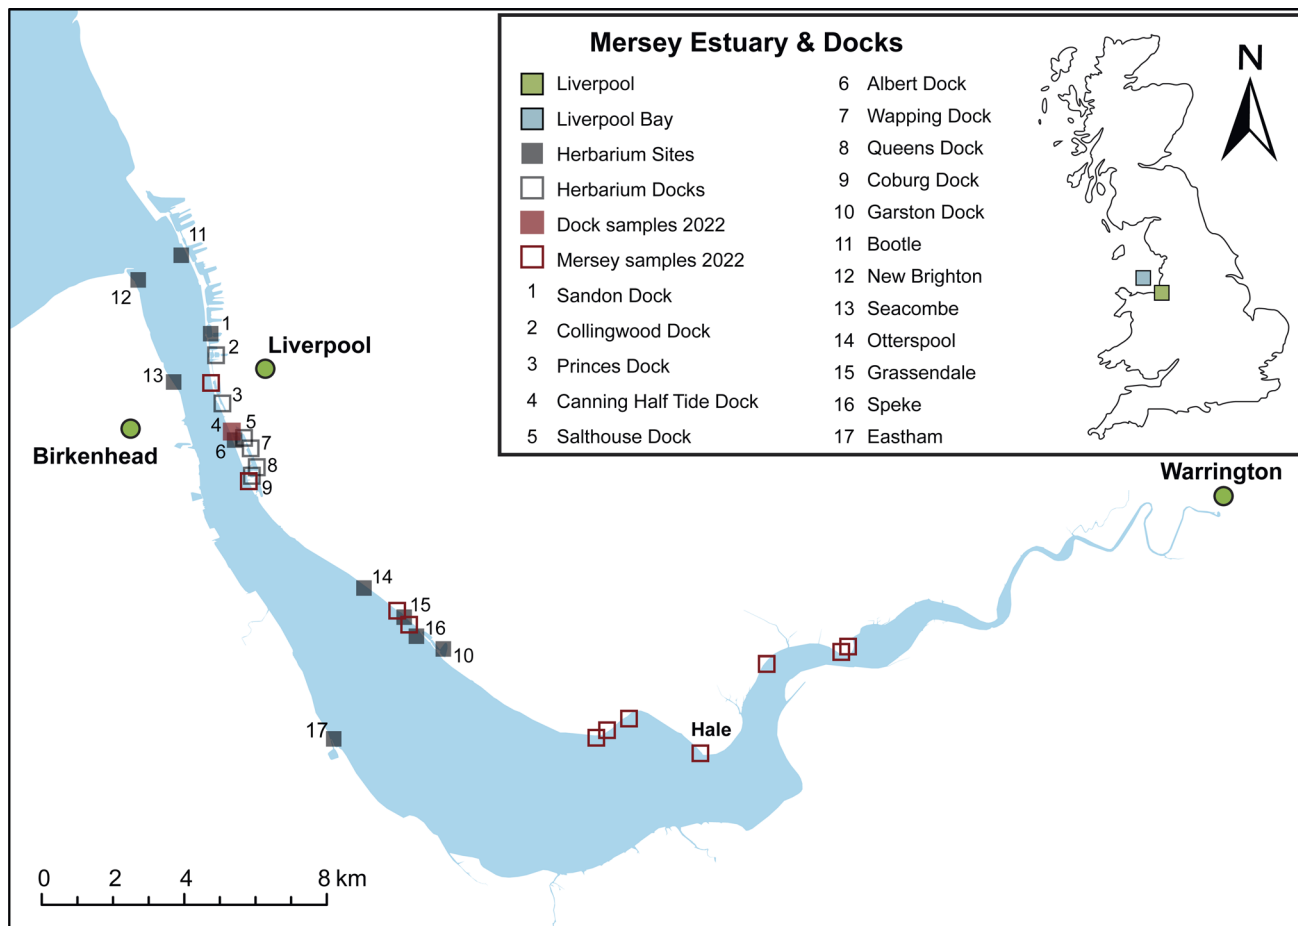 Mersey Estuary & Docks
Liverpool
Liverpool Bay
Herbarium Sites
Herbarium Docks
Dock samples 2022
Mersey samples 2022
1 Sandon Dock
2 Collingwood Dock
3 Princes Dock
4 Canning Half Tide Dock
5 Salthouse Dock
6 Albert Dock
7 Wapping Dock
8 Queens Dock
9 Coburg Dock
10 Garston Dock
11 Bootle
12 New Brighton
13 Seacombe
14 Otterspool
15 Grassendale
16 Speke
17 Eastham
N
11
12
1
2
Liverpool
13
3
4
5
Birkenhead
6
7
8
9
Warrington
14
15
16
10
17
Hale
0 2 4 8 km